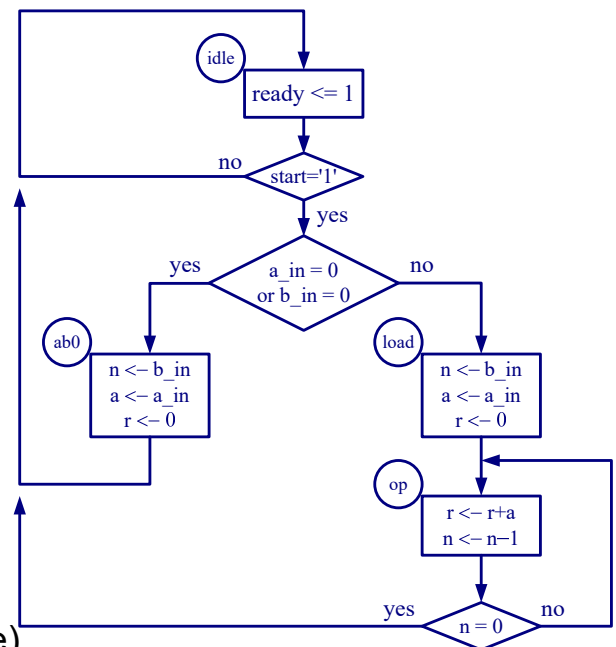 idle
ready <= 1
no
start='1'
yes
yes
a_in = 0
or b_in = 0
no
ab0
n <– b_in
a <– a_in
r <– 0
load
n <– b_in
a <– a_in
r <– 0
op
r <– r+a
n <– n–1
yes
n = 0
no
e)